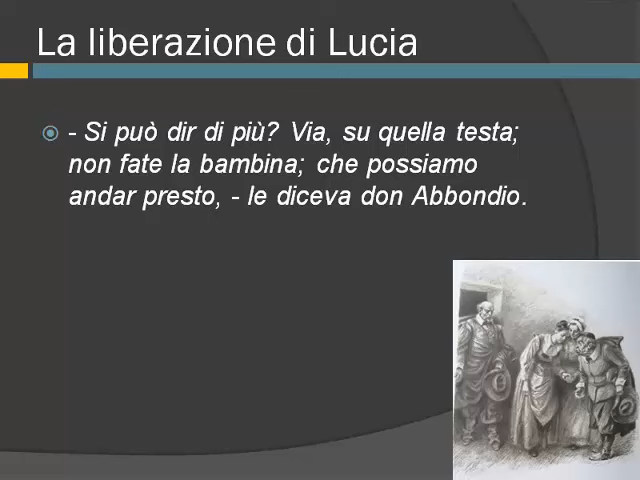 La liberazione di Lucia
- Si può dir di più? Via, su quella testa;
non fate la bambina; che possiamo
andar presto, - le diceva don Abbondio.